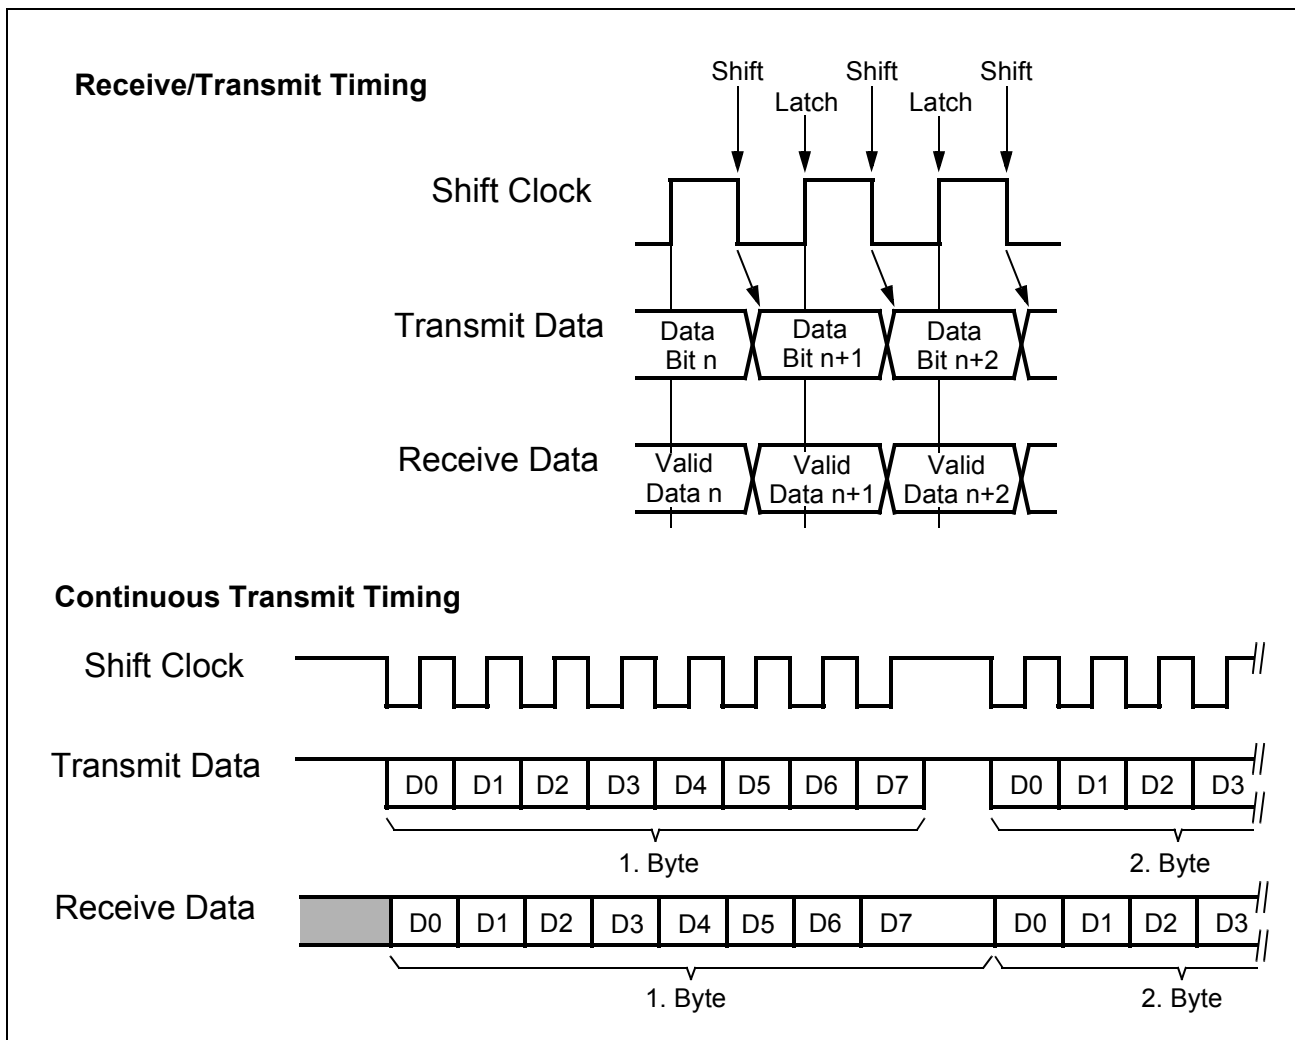 Receive/Transmit Timing
Shift Shift Shift
Latch Latch
Shift Clock
Transmit Data
Data Bit n
Data Bit n+1
Data Bit n+2
Receive Data
Valid Data n
Valid Data n+1
Valid Data n+2
Continuous Transmit Timing
Shift Clock
Transmit Data
D0 D1 D2 D3 D4 D5 D6 D7 D0 D1 D2 D3
1. Byte 2. Byte
Receive Data
D0 D1 D2 D3 D4 D5 D6 D7 D0 D1 D2 D3
1. Byte 2. Byte